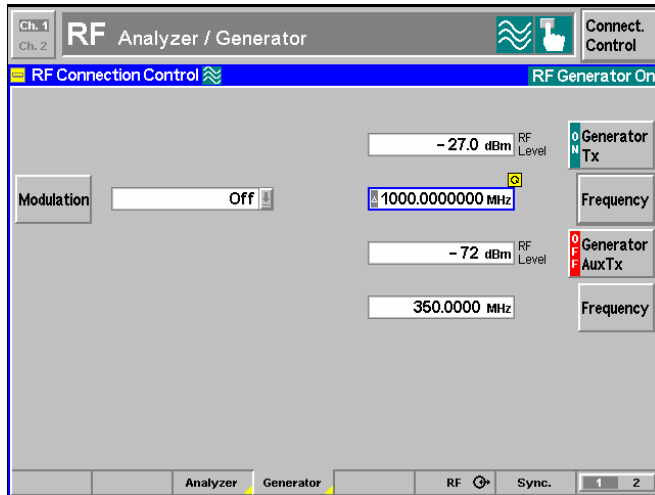 Ch. 1
Ch. 2
RF Analyzer / Generator
Connect.
Control
RF Connection Control
RF Generator On
- 27.0 dBm
RF
Level
ON
Generator
Tx
Modulation
Off
1000.0000000 MHz
Frequency
- 72 dBm
RF
Level
OFF
Generator
AuxTx
350.0000 MHz
Frequency
Analyzer
Generator
RF
Sync.
1 2